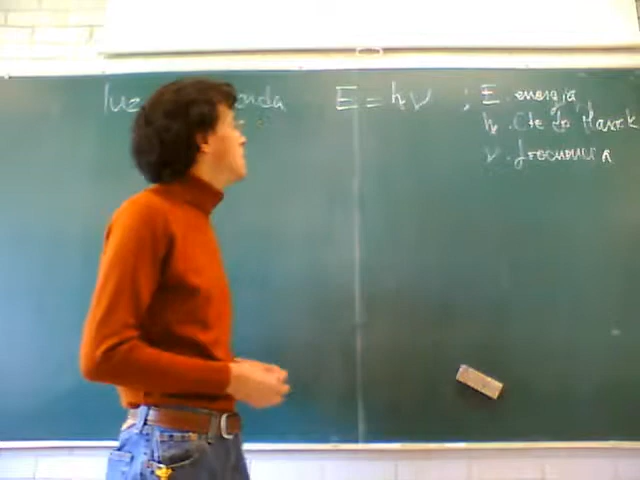 luz onda E = hν ; E. energía,
h. Cte de Planck
ν. frecuencia